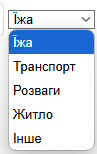 Їжа
Їжа
Транспорт
Розваги
Житло
Інше